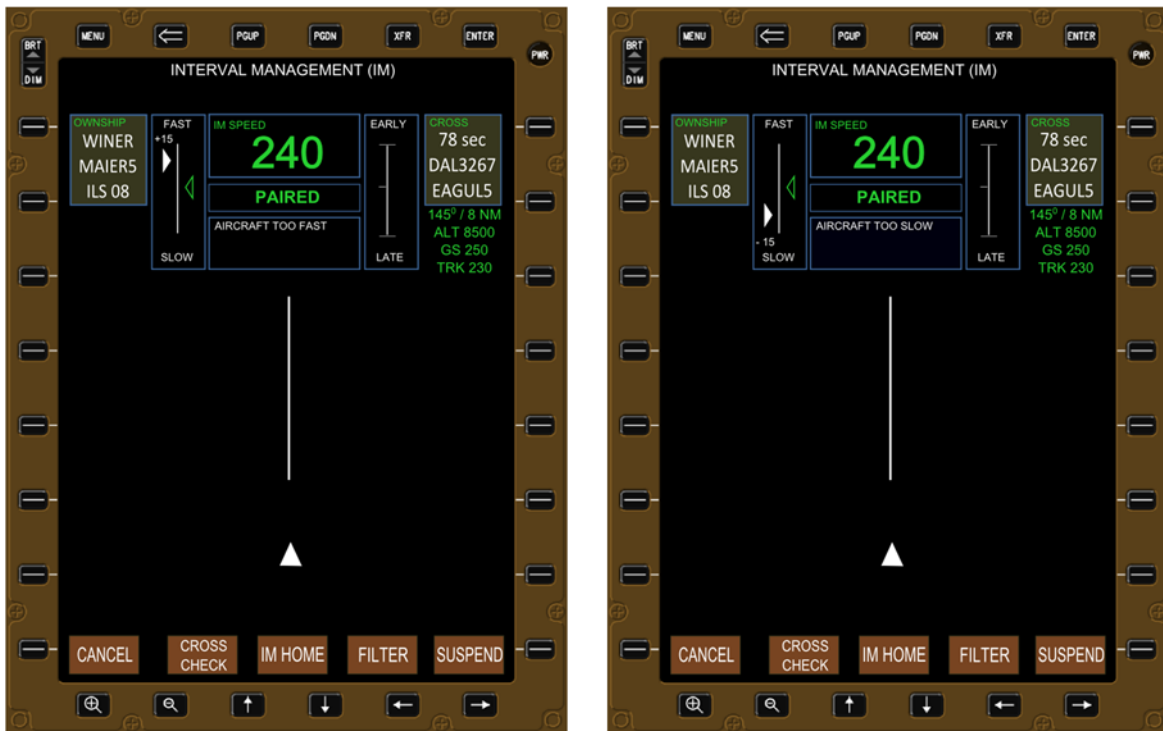 MENU PGUP PGDN XFR ENTER
BRT
DIM
PWR
INTERVAL MANAGEMENT (IM)
OWNSHIP
WINER
MAIER5
ILS 08
FAST
+15
SLOW
IM SPEED
240
PAIRED
AIRCRAFT TOO FAST
EARLY
LATE
CROSS
78 sec
DAL3267
EAGUL5
145⁰ / 8 NM
ALT 8500
GS 250
TRK 230
CANCEL
CROSS
CHECK
IM HOME
FILTER
SUSPEND
MENU PGUP PGDN XFR ENTER
BRT
DIM
PWR
INTERVAL MANAGEMENT (IM)
OWNSHIP
WINER
MAIER5
ILS 08
FAST
- 15
SLOW
IM SPEED
240
PAIRED
AIRCRAFT TOO SLOW
EARLY
LATE
CROSS
78 sec
DAL3267
EAGUL5
145⁰ / 8 NM
ALT 8500
GS 250
TRK 230
CANCEL
CROSS
CHECK
IM HOME
FILTER
SUSPEND